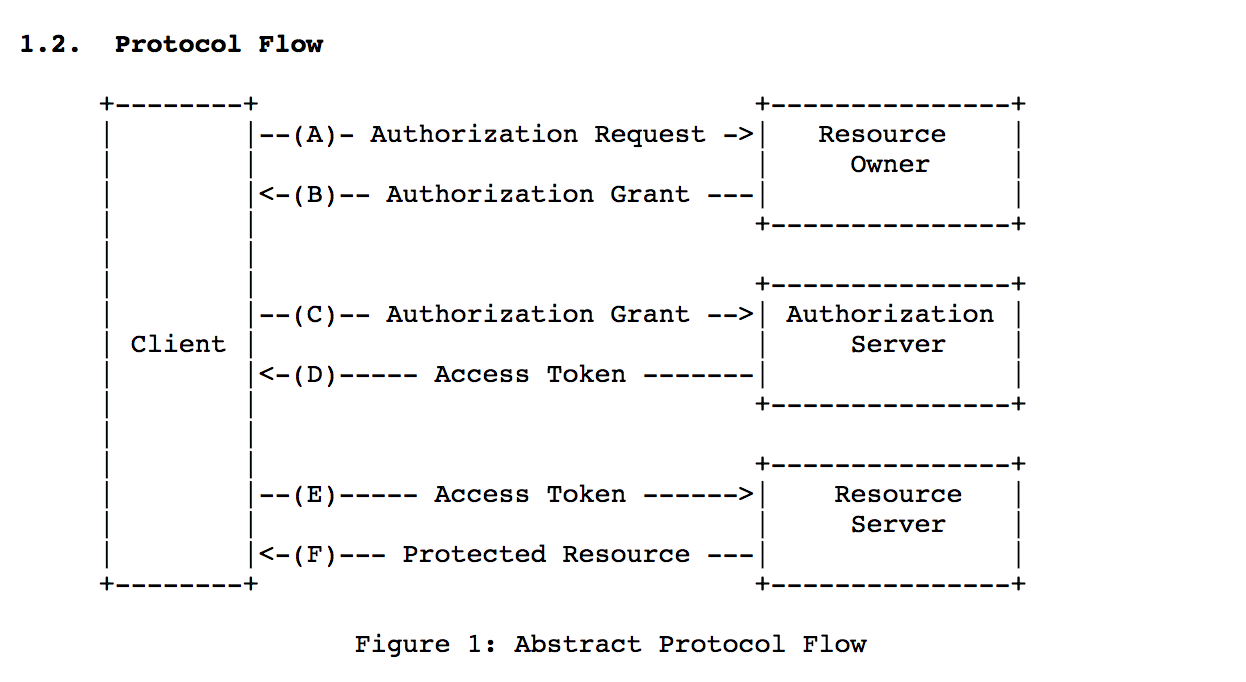 1.2.  Protocol Flow
+--------+                               +---------------+
|        |--(A)- Authorization Request ->|   Resource    |
|        |                               |     Owner     |
|        |<-(B)-- Authorization Grant ---|               |
|        |                               +---------------+
|        |
|        |                               +---------------+
|        |--(C)-- Authorization Grant -->| Authorization |
| Client |                               |     Server    |
|        |<-(D)----- Access Token -------|               |
|        |                               +---------------+
|        |
|        |                               +---------------+
|        |--(E)----- Access Token ------>|    Resource   |
|        |                               |     Server    |
|        |<-(F)--- Protected Resource ---|               |
+--------+                               +---------------+
Figure 1: Abstract Protocol Flow